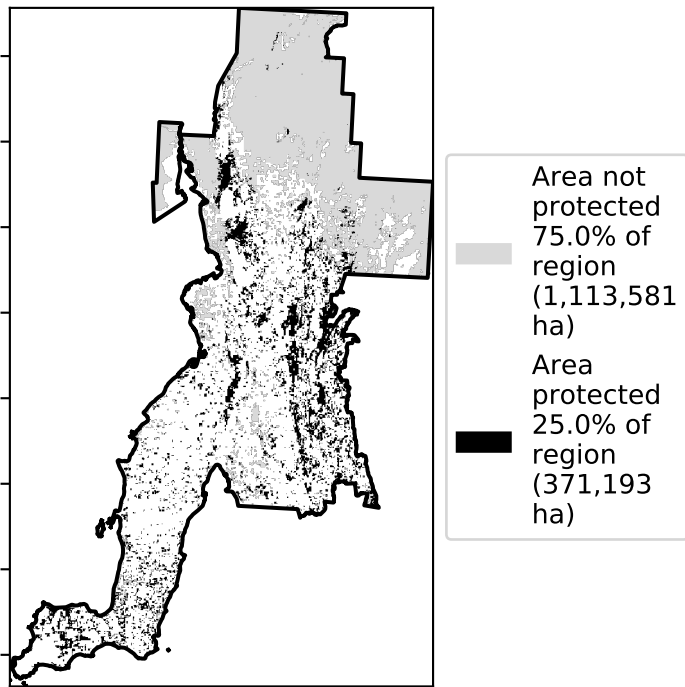 Area not
protected
75.0% of
region
(1,113,581
ha)
Area
protected
25.0% of
region
(371,193
ha)